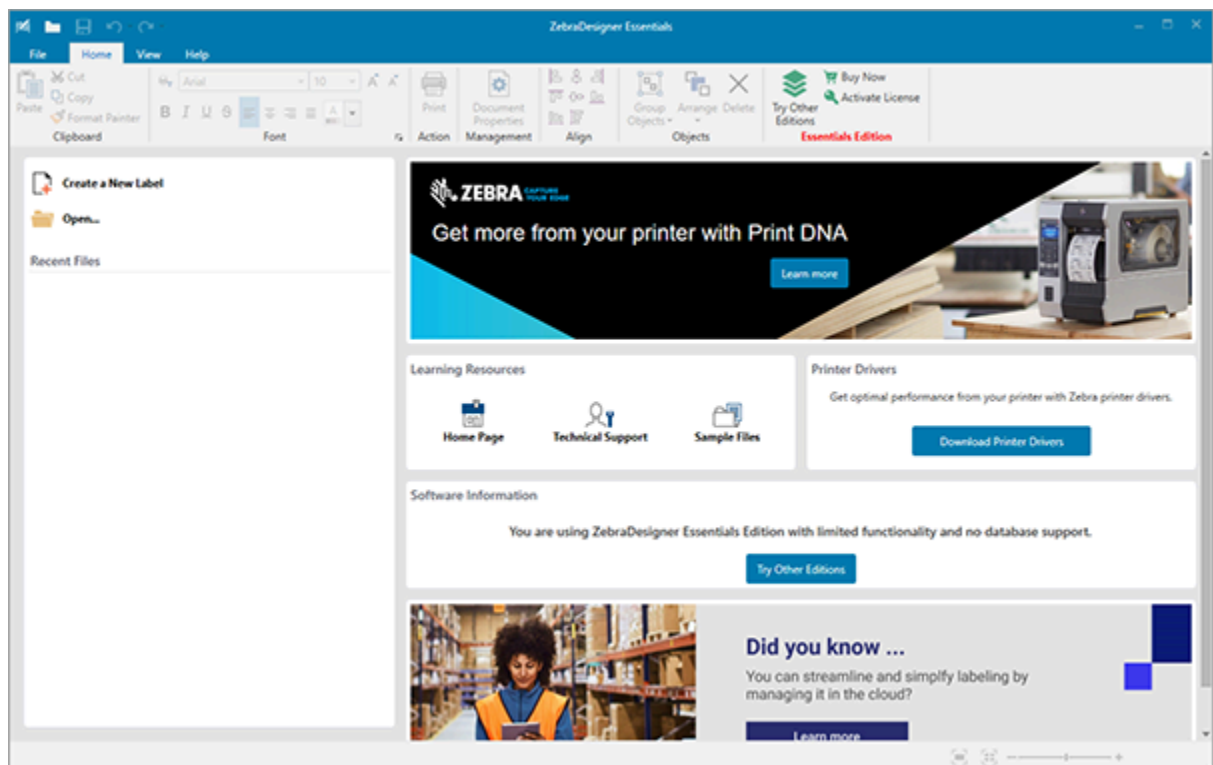 ZebraDesigner Essentials
File Home View Help
Cut
Copy
Format Painter
Paste
Clipboard
Arial 10
B I U
Font
Print
Action
Document
Properties
Management
Align
Group
Objects
Arrange
Delete
Objects
Try Other
Editions
Buy Now
Activate License
Essentials Edition
Create a New Label
Open...
Recent Files
ZEBRA CAPTURE
YOUR EDGE
Get more from your printer with Print DNA
Learn more
Learning Resources
Home Page
Technical Support
Sample Files
Printer Drivers
Get optimal performance from your printer with Zebra printer drivers.
Download Printer Drivers
Software Information
You are using ZebraDesigner Essentials Edition with limited functionality and no database support.
Try Other Editions
Did you know ...
You can streamline and simplfy labeling by
managing it in the cloud?
Learn more